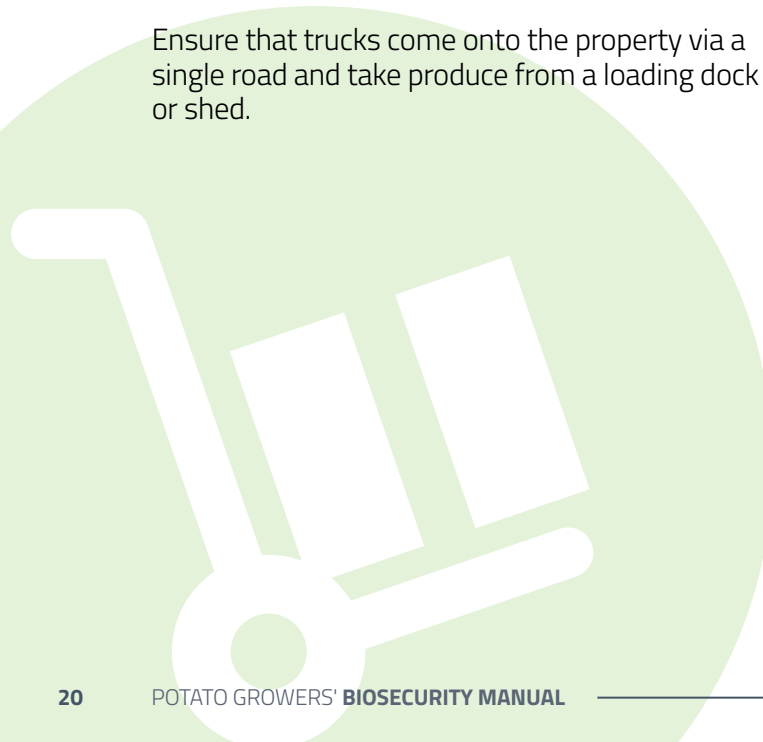 Ensure that trucks come onto the property via a
single road and take produce from a loading dock
or shed.
20 POTATO GROWERS' BIOSECURITY MANUAL